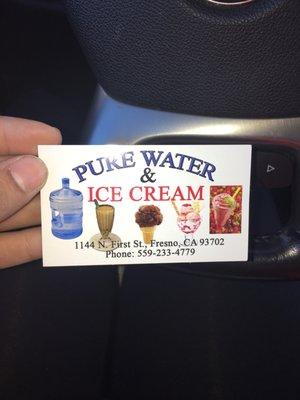 PURE WATER
&
ICE CREAM
1144 N. First St., Fresno, CA 93702
Phone: 559-233-4779